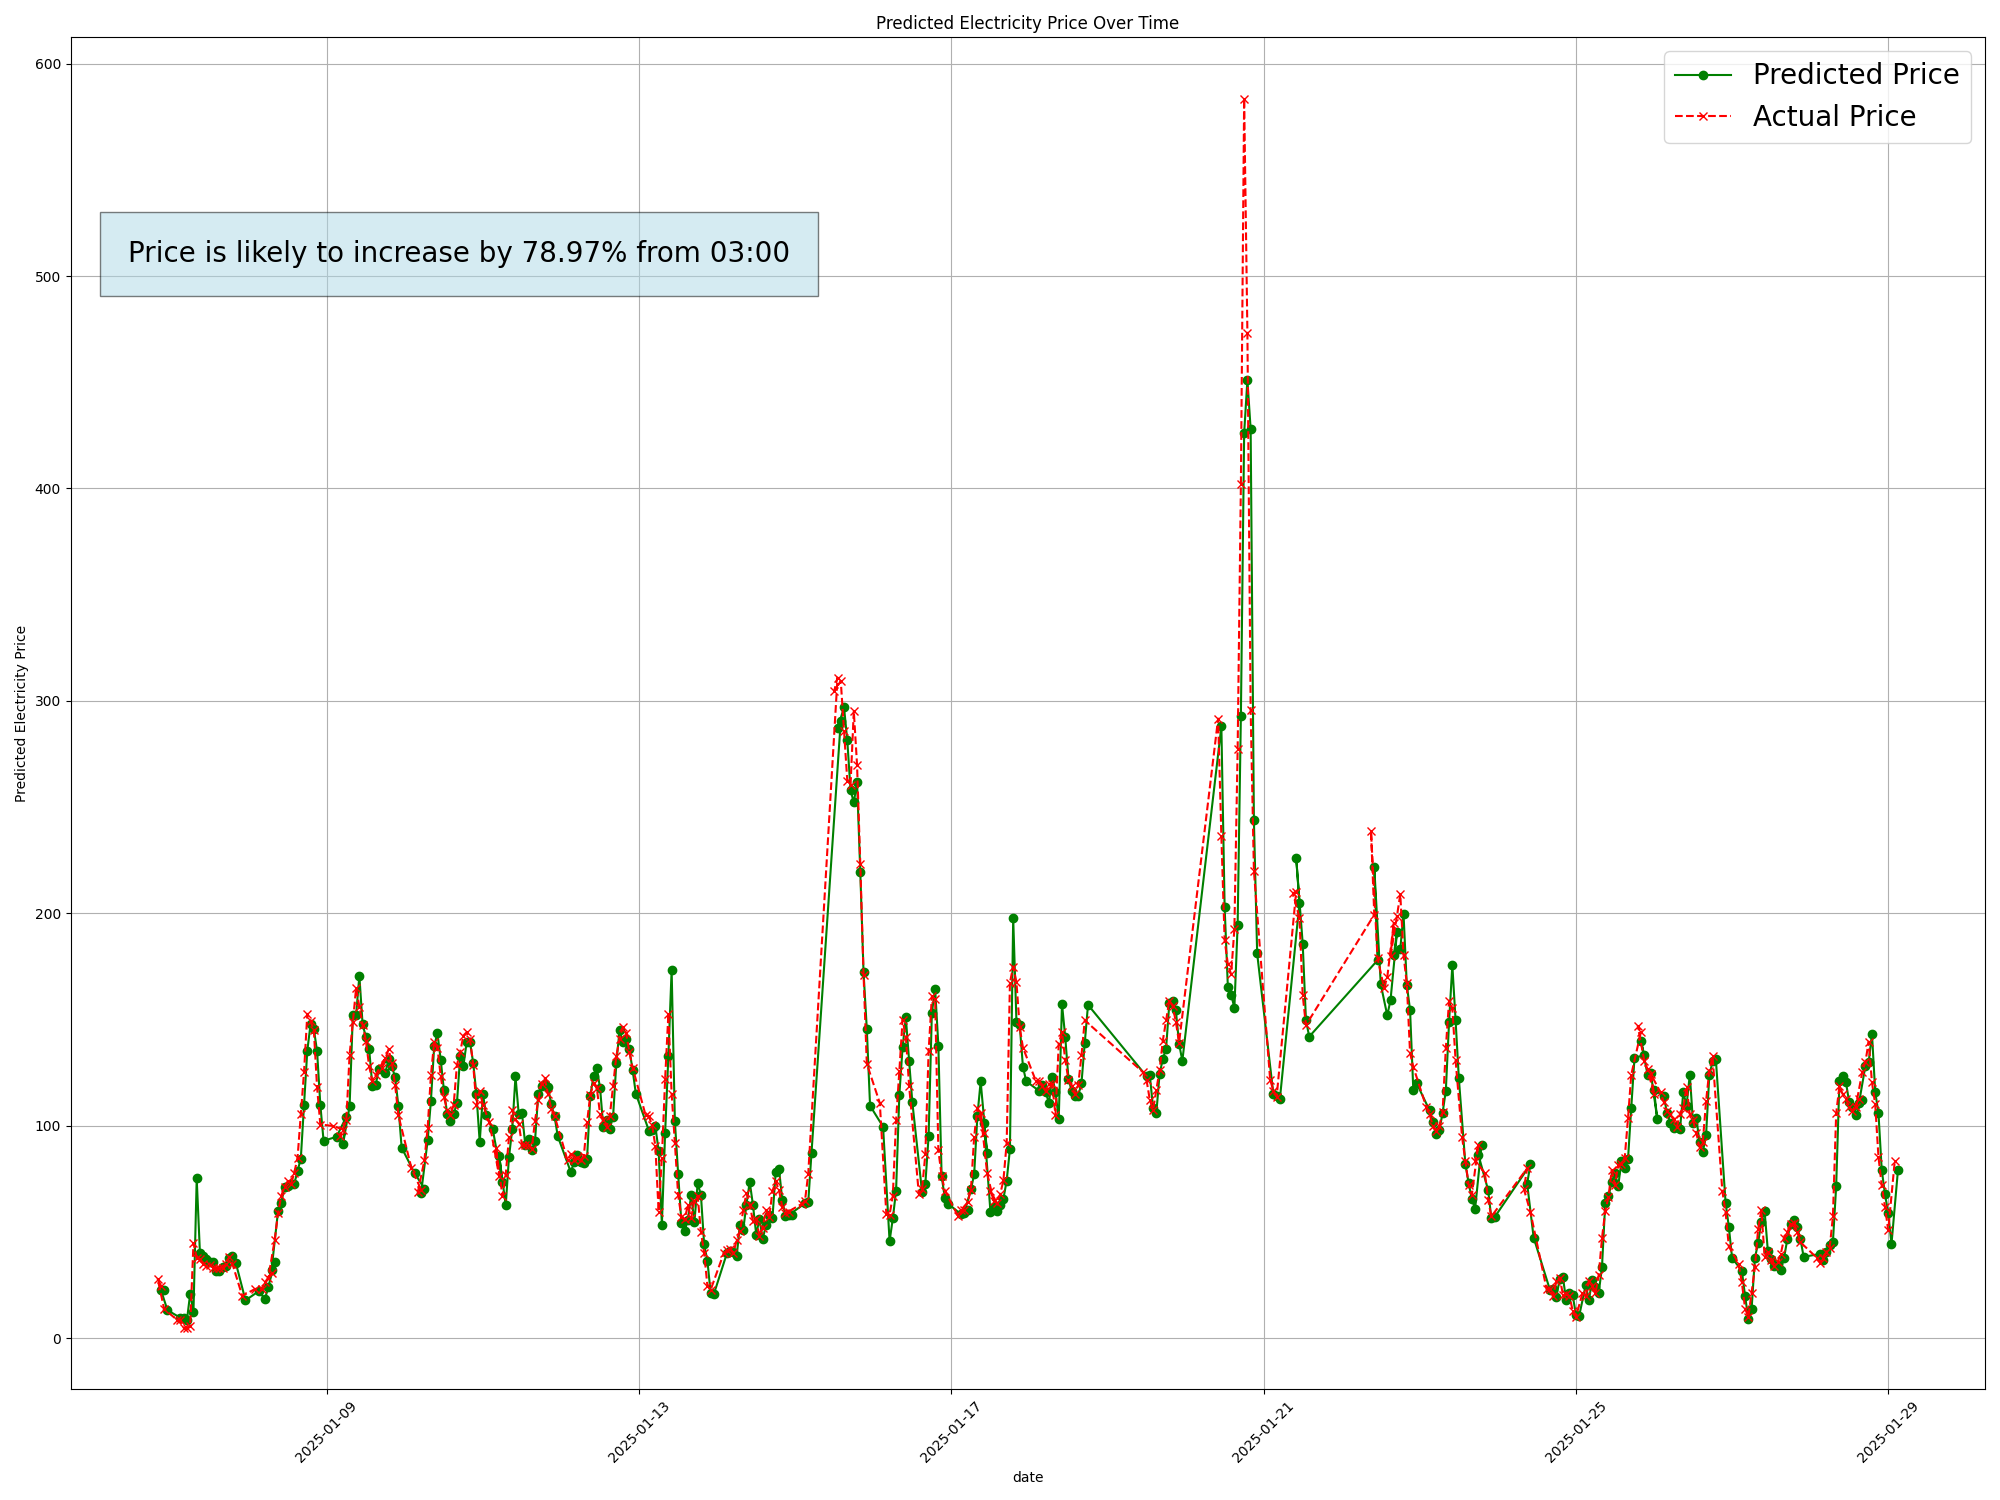 Predicted Electricity Price Over Time
Predicted Price
Actual Price
Price is likely to increase by 78.97% from 03:00
Predicted Electricity Price
600
500
400
300
200
100
0
2025-01-09
2025-01-13
2025-01-17
2025-01-21
2025-01-25
2025-01-29
date